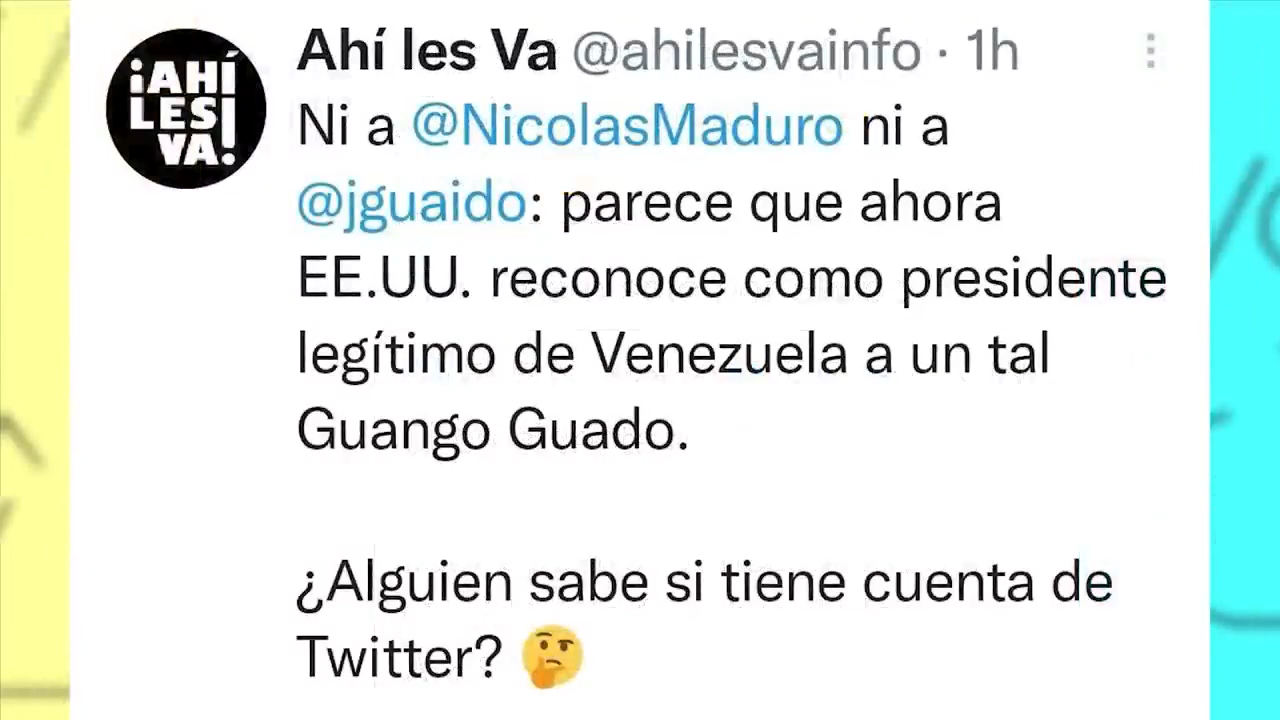 ¡AHÍ
LES
VA!
Ahí les Va @ahilesvainfo · 1h
Ni a @NicolasMaduro ni a
@jguaido: parece que ahora
EE.UU. reconoce como presidente
legítimo de Venezuela a un tal
Guango Guado.
¿Alguien sabe si tiene cuenta de
Twitter? 🤔